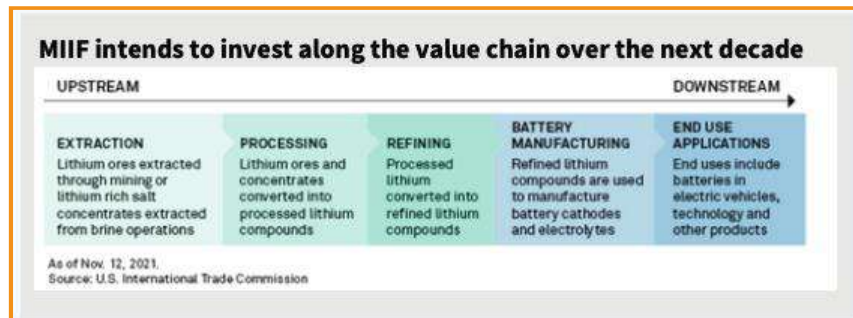 MIIF intends to invest along the value chain over the next decade
UPSTREAM
DOWNSTREAM
EXTRACTION
Lithium ores extracted
through mining or
lithium rich salt
concentrates extracted
from brine operations
PROCESSING
Lithium ores and
concentrates
converted into
processed lithium
compounds
REFINING
Processed
lithium
converted into
refined lithium
compounds
BATTERY
MANUFACTURING
Refined lithium
compounds are used
to manufacture
battery cathodes
and electrolytes
END USE
APPLICATIONS
End uses include
batteries in
electric vehicles,
technology and
other products
As of Nov. 12, 2021.
Source: U.S. International Trade Commission